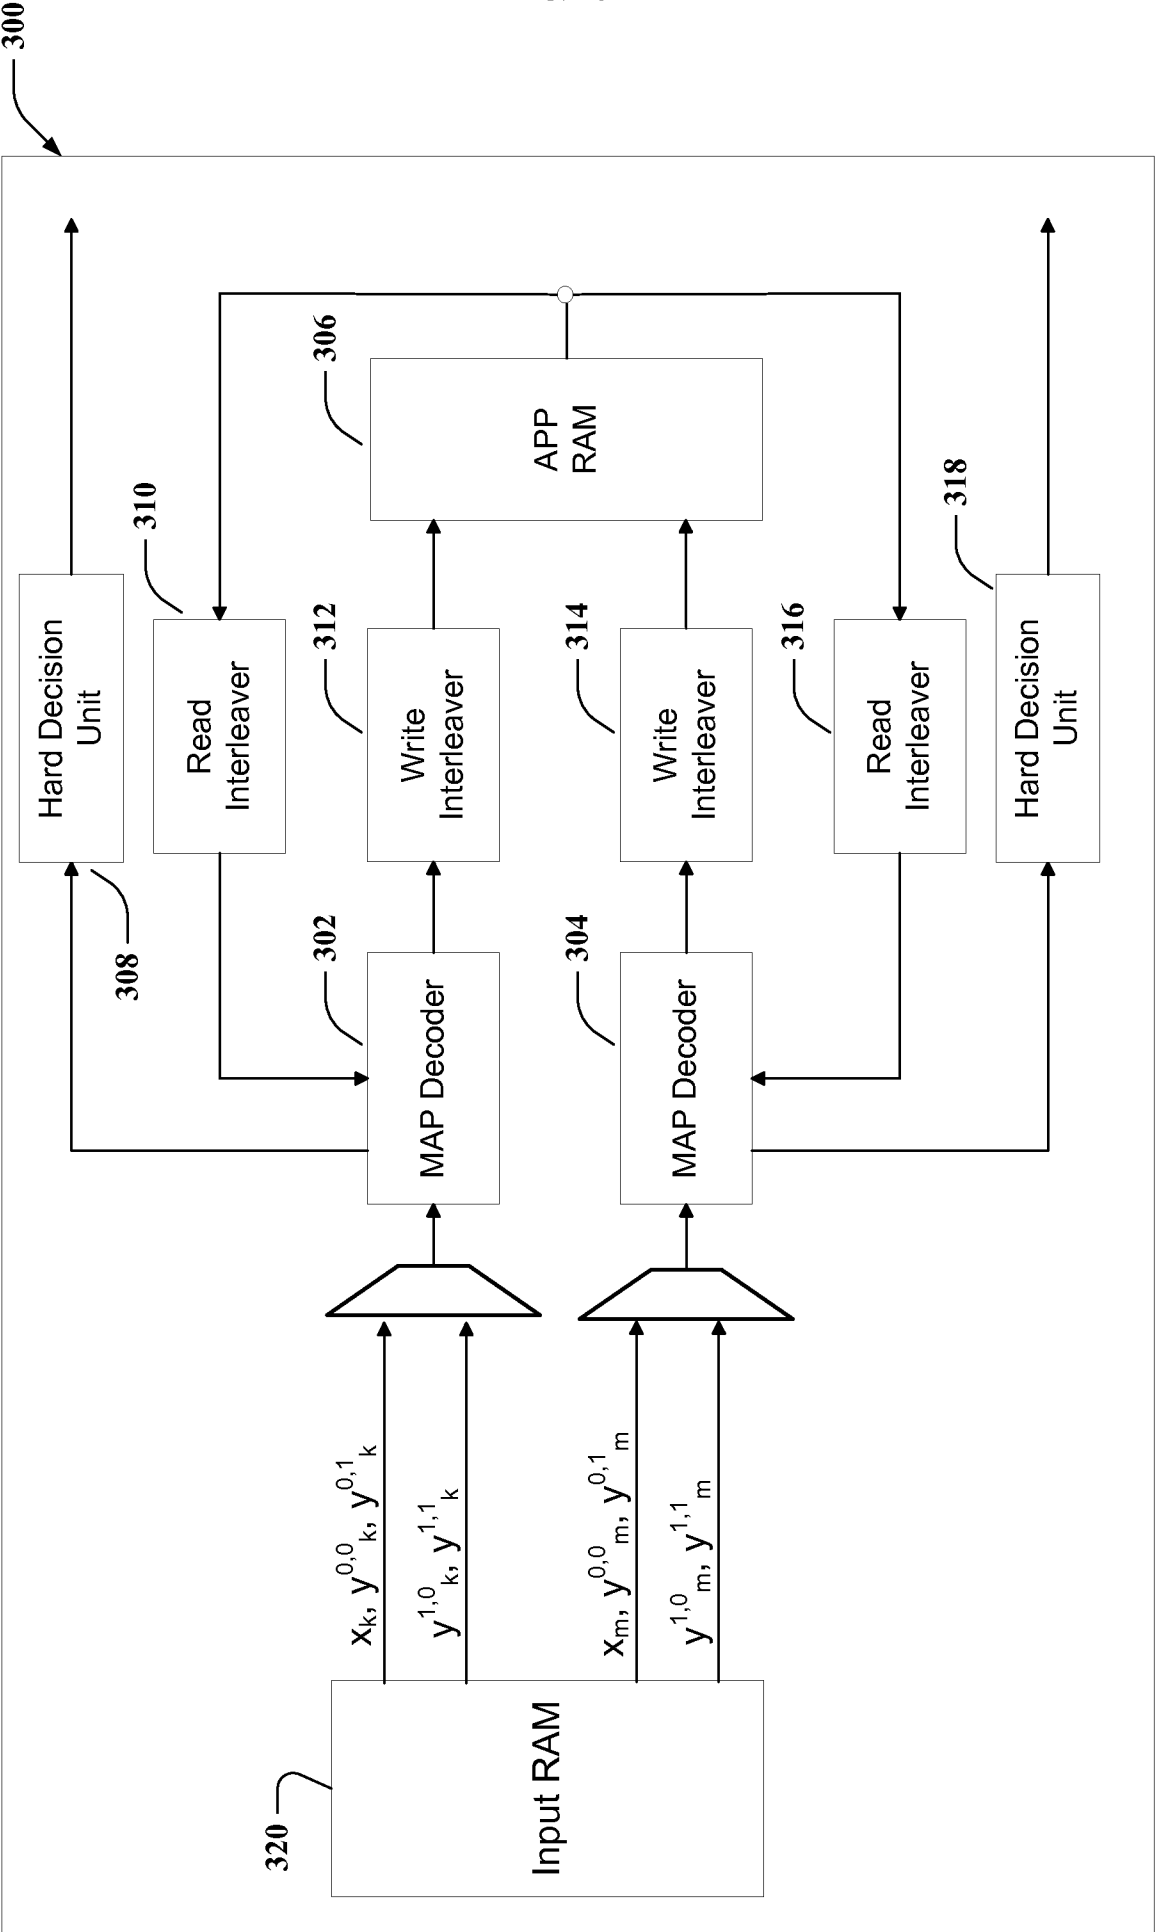 300
Hard Decision
Unit
308
Read
Interleaver
310
MAP Decoder
302
Write
Interleaver
312
APP
RAM
306
Input RAM
320
x_k, y^{0,0}_k, y^{0,1}_k
y^{1,0}_k, y^{1,1}_k
x_m, y^{0,0}_m, y^{0,1}_m
y^{1,0}_m, y^{1,1}_m
MAP Decoder
304
Write
Interleaver
314
Read
Interleaver
316
Hard Decision
Unit
318